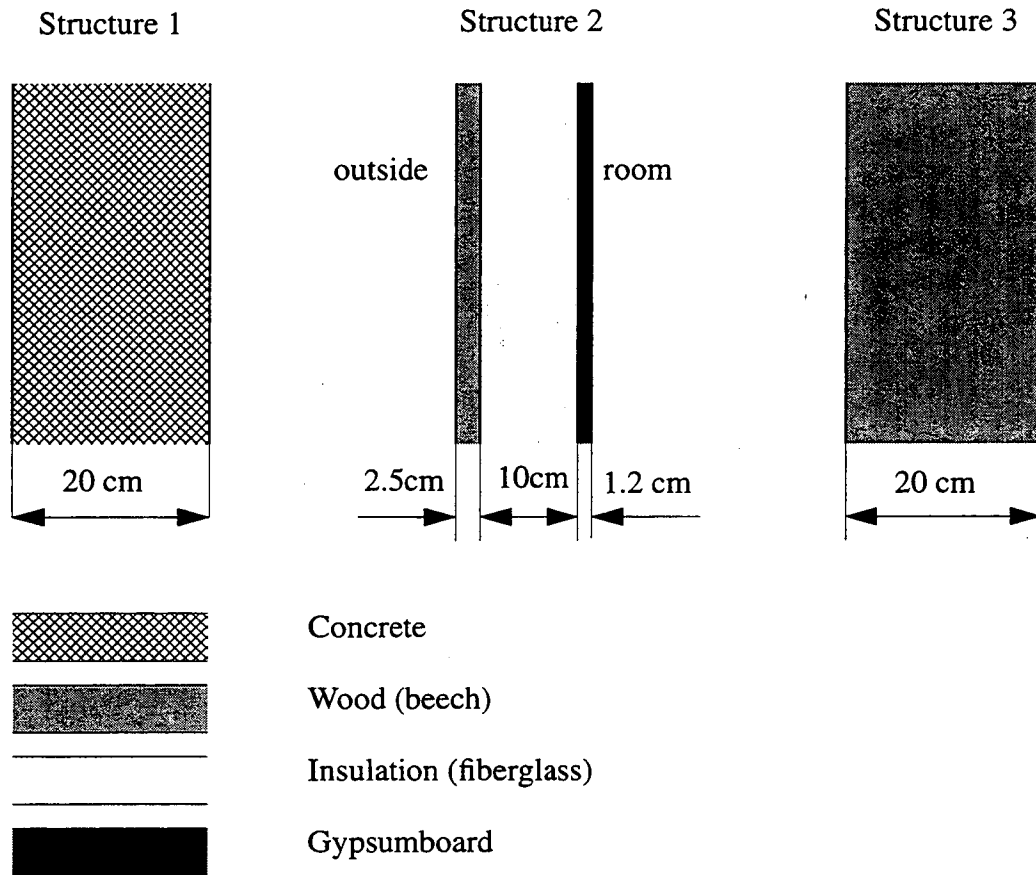 Structure 1
Structure 2
Structure 3
outside
room
20 cm
2.5cm
10cm
1.2 cm
20 cm
Concrete
Wood (beech)
Insulation (fiberglass)
Gypsumboard